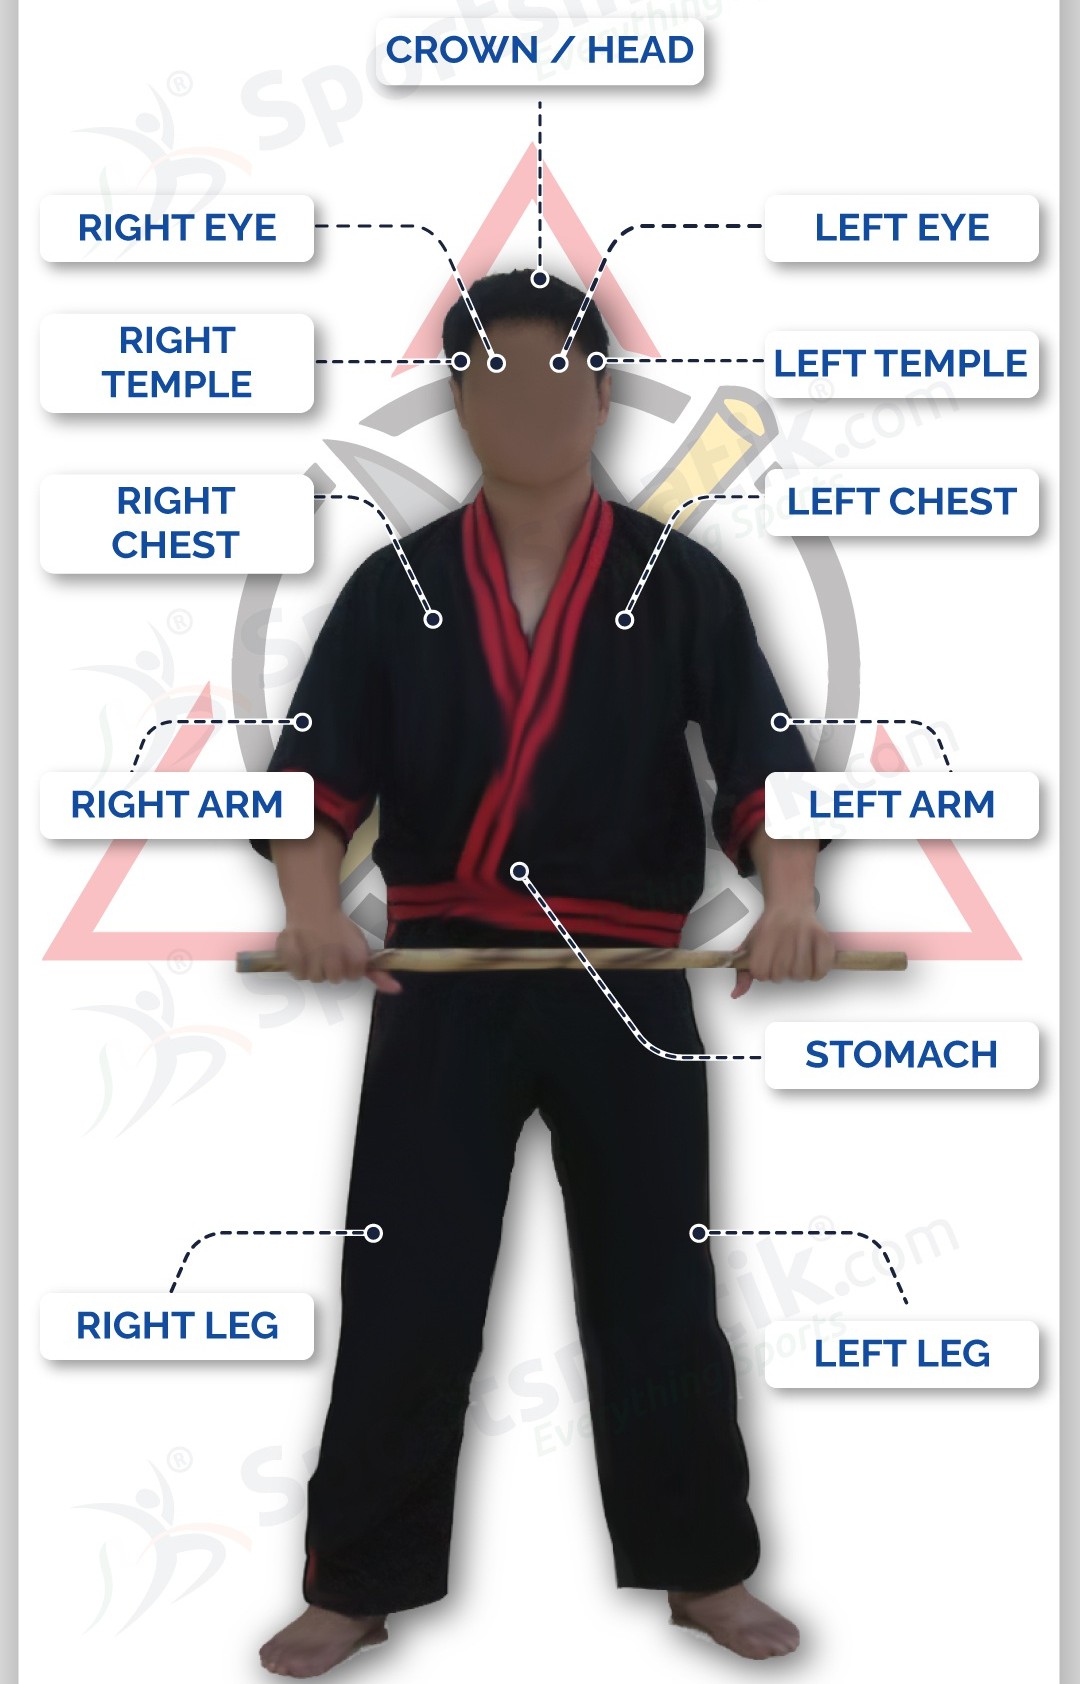 CROWN / HEAD
RIGHT EYE
LEFT EYE
RIGHT
TEMPLE
LEFT TEMPLE
RIGHT
CHEST
LEFT CHEST
RIGHT ARM
LEFT ARM
STOMACH
RIGHT LEG
LEFT LEG